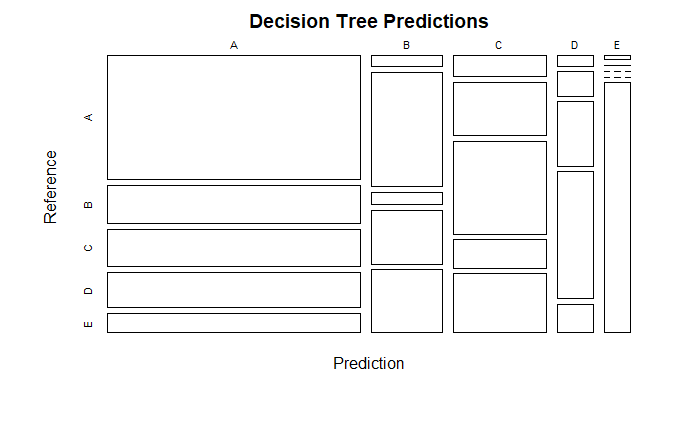 Decision Tree Predictions
A B C D E
A
B
C
D
E
Reference
Prediction